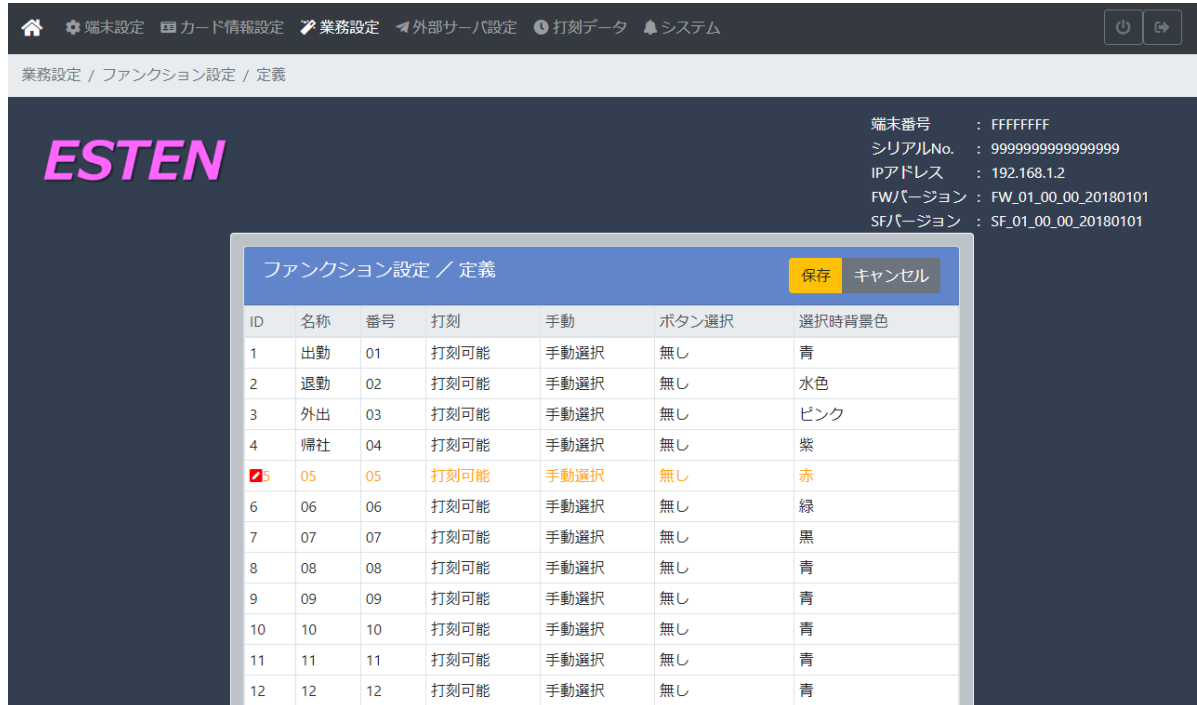 端末設定 カード情報設定 業務設定 外部サーバ設定 打刻データ システム
業務設定 / ファンクション設定 / 定義
ESTEN
端末番号 : FFFFFFFF
シリアルNo. : 9999999999999999
IPアドレス : 192.168.1.2
FWバージョン : FW_01_00_00_20180101
SFバージョン : SF_01_00_00_20180101
ファンクション設定 ／ 定義 保存 キャンセル
ID 名称 番号 打刻 手動 ボタン選択 選択時背景色
1 出勤 01 打刻可能 手動選択 無し 青
2 退勤 02 打刻可能 手動選択 無し 水色
3 外出 03 打刻可能 手動選択 無し ピンク
4 帰社 04 打刻可能 手動選択 無し 紫
5 05 05 打刻可能 手動選択 無し 赤
6 06 06 打刻可能 手動選択 無し 緑
7 07 07 打刻可能 手動選択 無し 黒
8 08 08 打刻可能 手動選択 無し 青
9 09 09 打刻可能 手動選択 無し 青
10 10 10 打刻可能 手動選択 無し 青
11 11 11 打刻可能 手動選択 無し 青
12 12 12 打刻可能 手動選択 無し 青